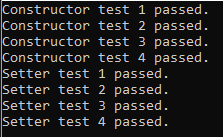 Constructor test 1 passed.
Constructor test 2 passed.
Constructor test 3 passed.
Constructor test 4 passed.
Setter test 1 passed.
Setter test 2 passed.
Setter test 3 passed.
Setter test 4 passed.